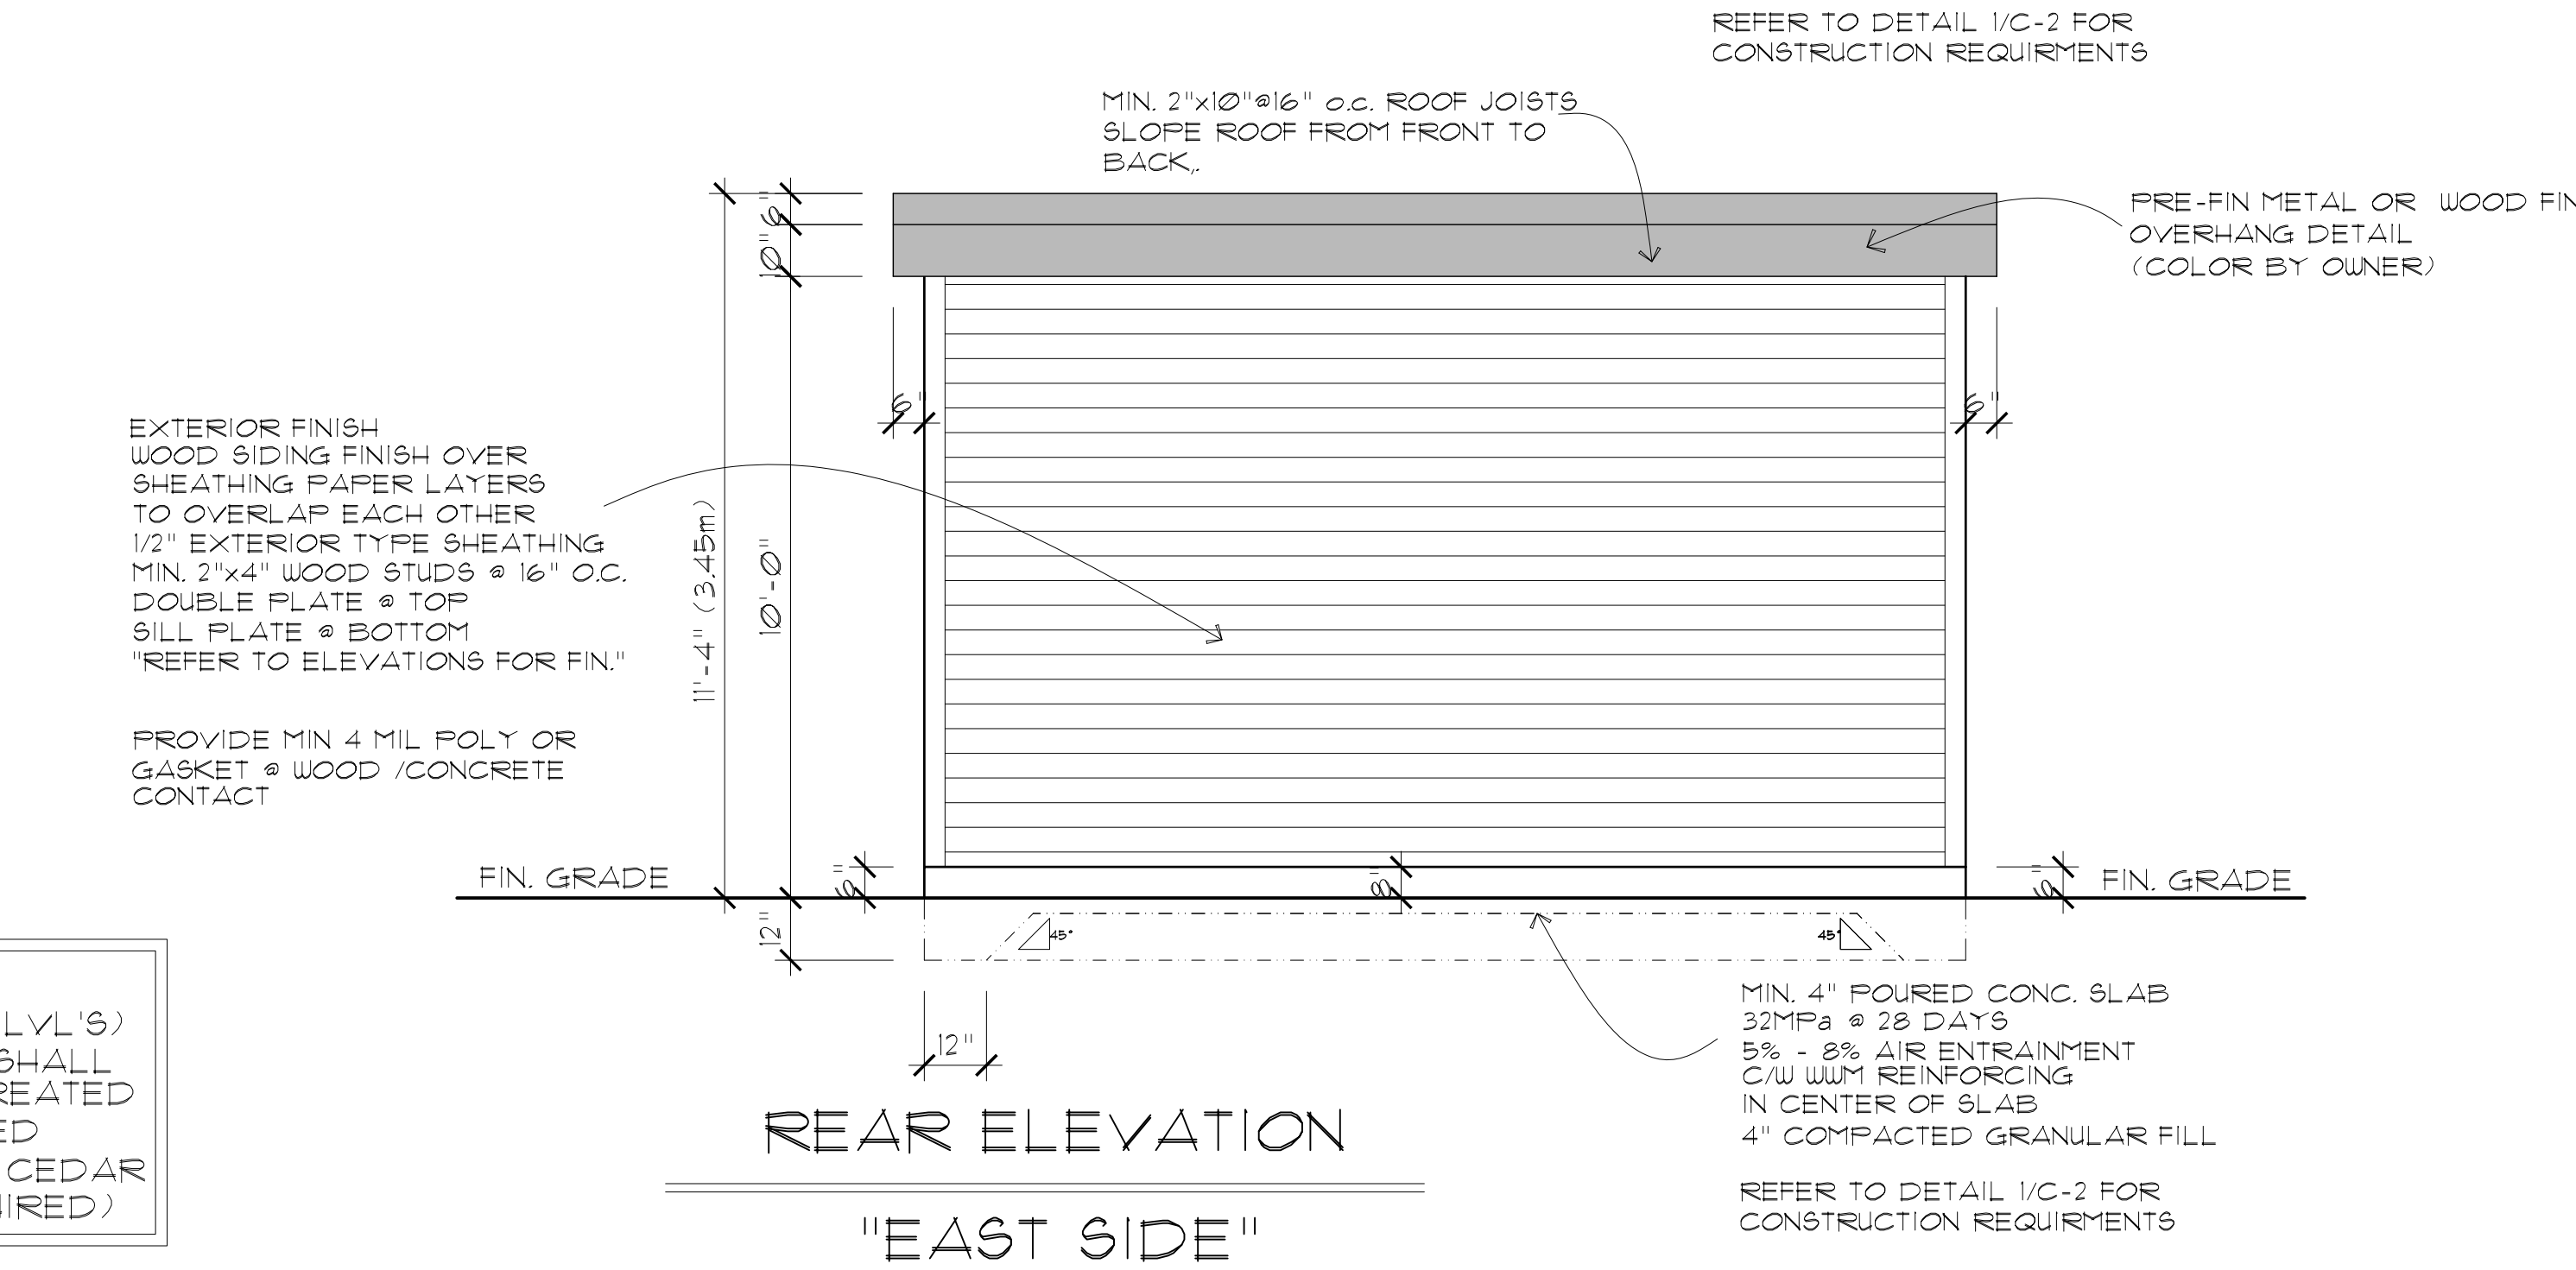 REFER TO DETAIL 1/C-2 FOR
CONSTRUCTION REQUIRMENTS
MIN. 2"x10"@16" o.c. ROOF JOISTS
SLOPE ROOF FROM FRONT TO
BACK,.
PRE-FIN METAL OR WOOD FIN
OVERHANG DETAIL
(COLOR BY OWNER)
6"
10"
6"
6"
EXTERIOR FINISH
WOOD SIDING FINISH OVER
SHEATHING PAPER LAYERS
TO OVERLAP EACH OTHER
1/2" EXTERIOR TYPE SHEATHING
MIN. 2"x4" WOOD STUDS @ 16" O.C.
DOUBLE PLATE @ TOP
SILL PLATE @ BOTTOM
"REFER TO ELEVATIONS FOR FIN."
11'-4" (3.45m)
10'-0"
PROVIDE MIN 4 MIL POLY OR
GASKET @ WOOD /CONCRETE
CONTACT
FIN. GRADE
6"
8"
6"
FIN. GRADE
12"
45°
45°
12"
MIN. 4" POURED CONC. SLAB
32MPa @ 28 DAYS
5% - 8% AIR ENTRAINMENT
C/W WWM REINFORCING
IN CENTER OF SLAB
4" COMPACTED GRANULAR FILL
REFER TO DETAIL 1/C-2 FOR
CONSTRUCTION REQUIRMENTS
LVL'S)
SHALL
REATED
ED
CEDAR
IRED)
REAR ELEVATION
"EAST SIDE"